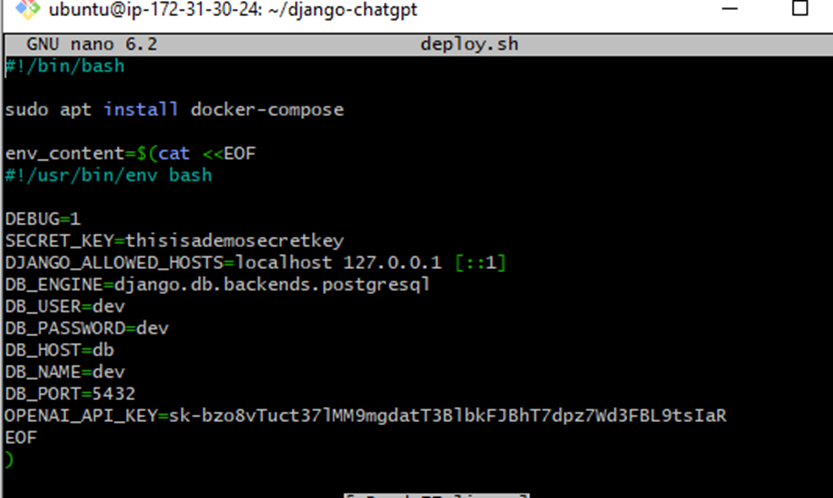 ubuntu@ip-172-31-30-24: ~/django-chatgpt
GNU nano 6.2 deploy.sh
#!/bin/bash
sudo apt install docker-compose
env_content=$(cat <<EOF
#!/usr/bin/env bash
DEBUG=1
SECRET_KEY=thisisademosecretkey
DJANGO_ALLOWED_HOSTS=localhost 127.0.0.1 [::1]
DB_ENGINE=django.db.backends.postgresql
DB_USER=dev
DB_PASSWORD=dev
DB_HOST=db
DB_NAME=dev
DB_PORT=5432
OPENAI_API_KEY=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
EOF
)